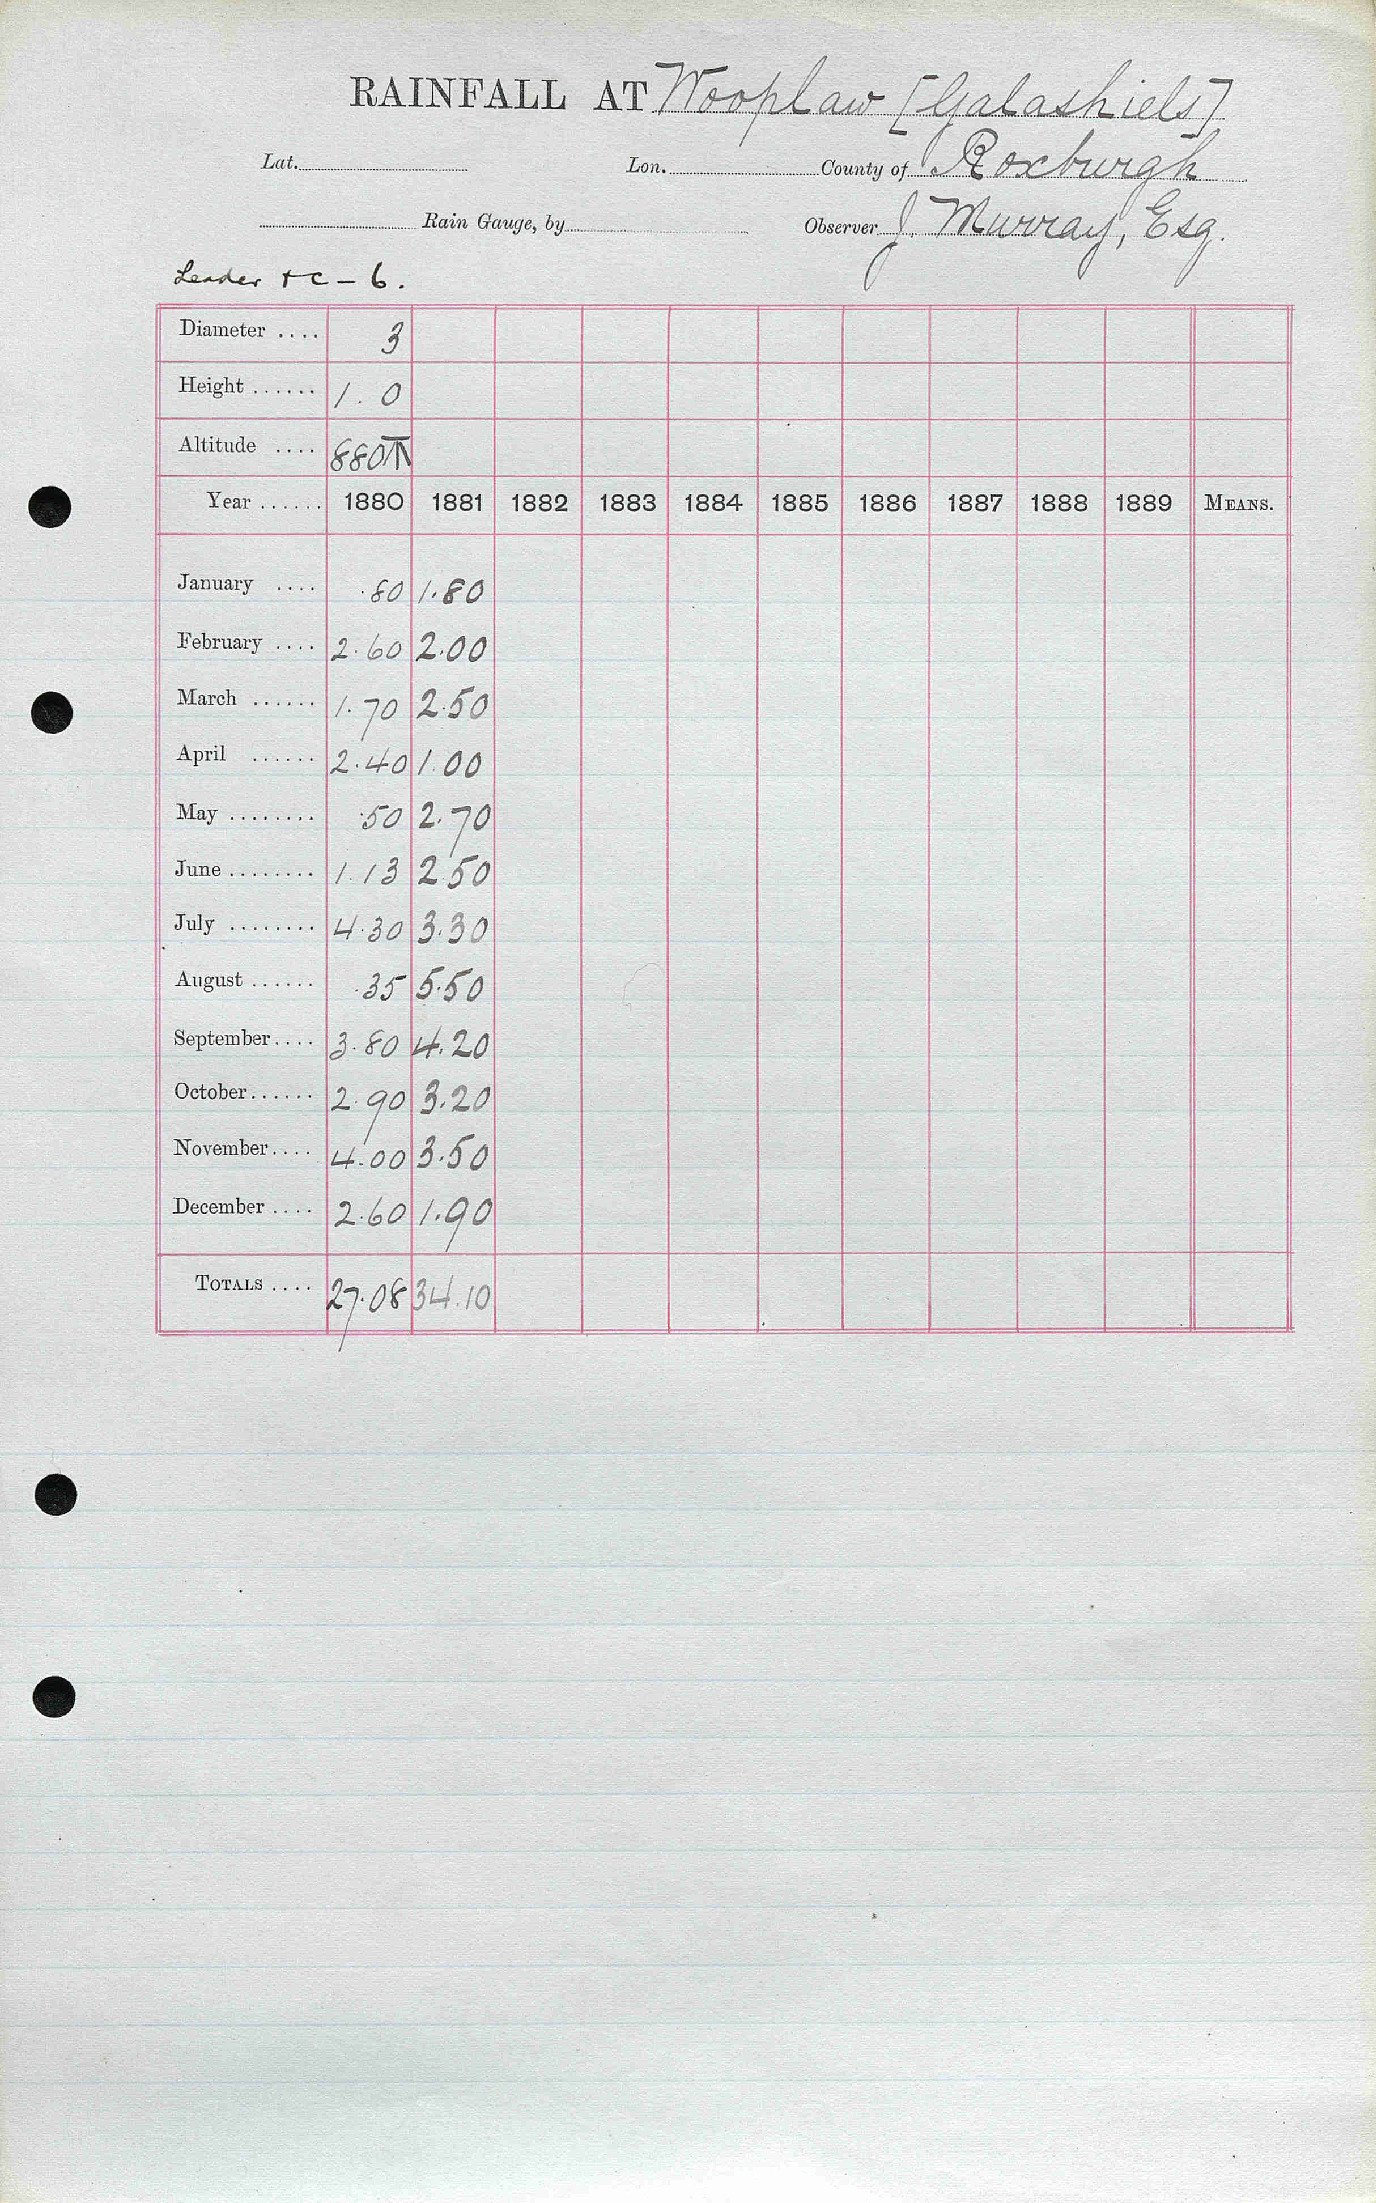 RAINFALL AT Wooplaw [Galashiels]
Lat. Lon. County of Roxburgh
Rain Gauge, by Observer J. Murray, Esq.
Leader &c - 6.
Diameter .... 3
Height ...... 1. 0
Altitude .... 880T
Year ...... 1880 1881 1882 1883 1884 1885 1886 1887 1888 1889 MEANS.
January .... .80 1.80
February .... 2.60 2.00
March ...... 1.70 2.50
April ...... 2.40 1.00
May ........ .50 2.70
June ........ 1.13 2.50
July ........ 4.30 3.30
August ...... .35 5.50
September .... 3.80 4.20
October ...... 2.90 3.20
November .... 4.00 3.50
December .... 2.60 1.90
TOTALS .... 27.08 34.10